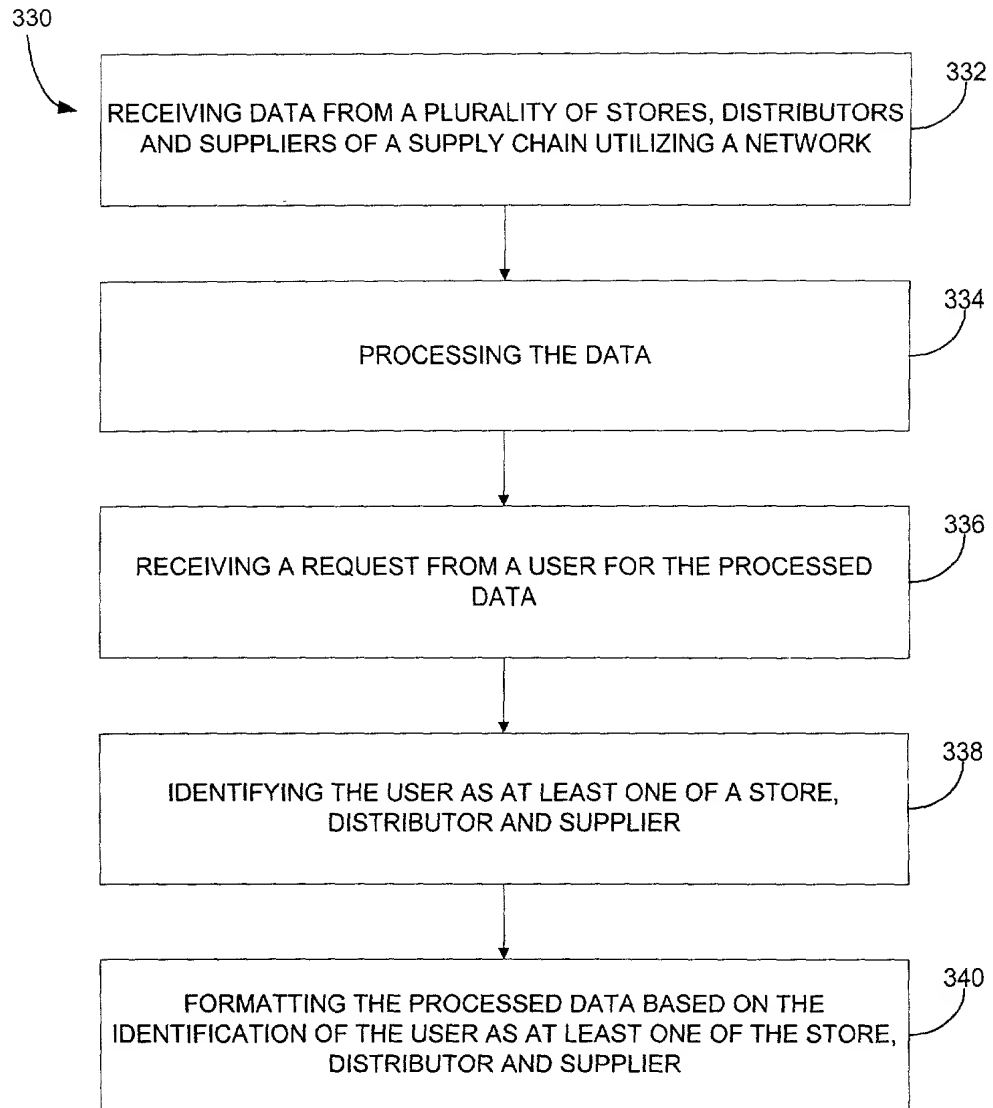 330
332
RECEIVING DATA FROM A PLURALITY OF STORES, DISTRIBUTORS
AND SUPPLIERS OF A SUPPLY CHAIN UTILIZING A NETWORK
334
PROCESSING THE DATA
336
RECEIVING A REQUEST FROM A USER FOR THE PROCESSED
DATA
338
IDENTIFYING THE USER AS AT LEAST ONE OF A STORE,
DISTRIBUTOR AND SUPPLIER
340
FORMATTING THE PROCESSED DATA BASED ON THE
IDENTIFICATION OF THE USER AS AT LEAST ONE OF THE STORE,
DISTRIBUTOR AND SUPPLIER